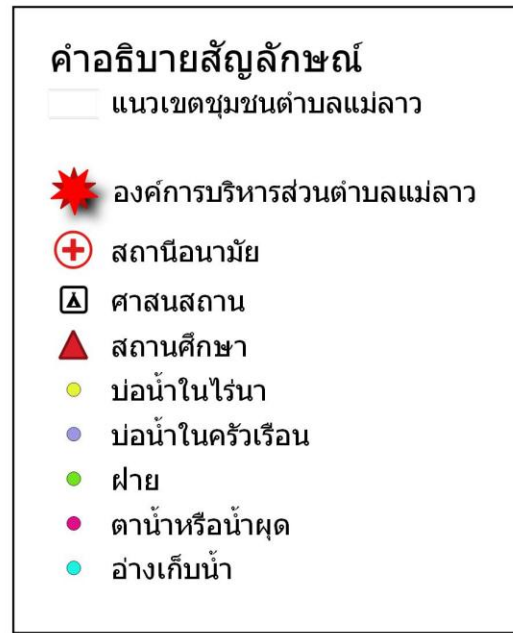 คำอธิบายสัญลักษณ์
แนวเขตชุมชนตำบลแม่ลาว
องค์การบริหารส่วนตำบลแม่ลาว
สถานีอนามัย
ศาสนสถาน
สถานศึกษา
บ่อน้ำในไร่นา
บ่อน้ำในครัวเรือน
ฝาย
ตาน้ำหรือน้ำผุด
อ่างเก็บน้ำ